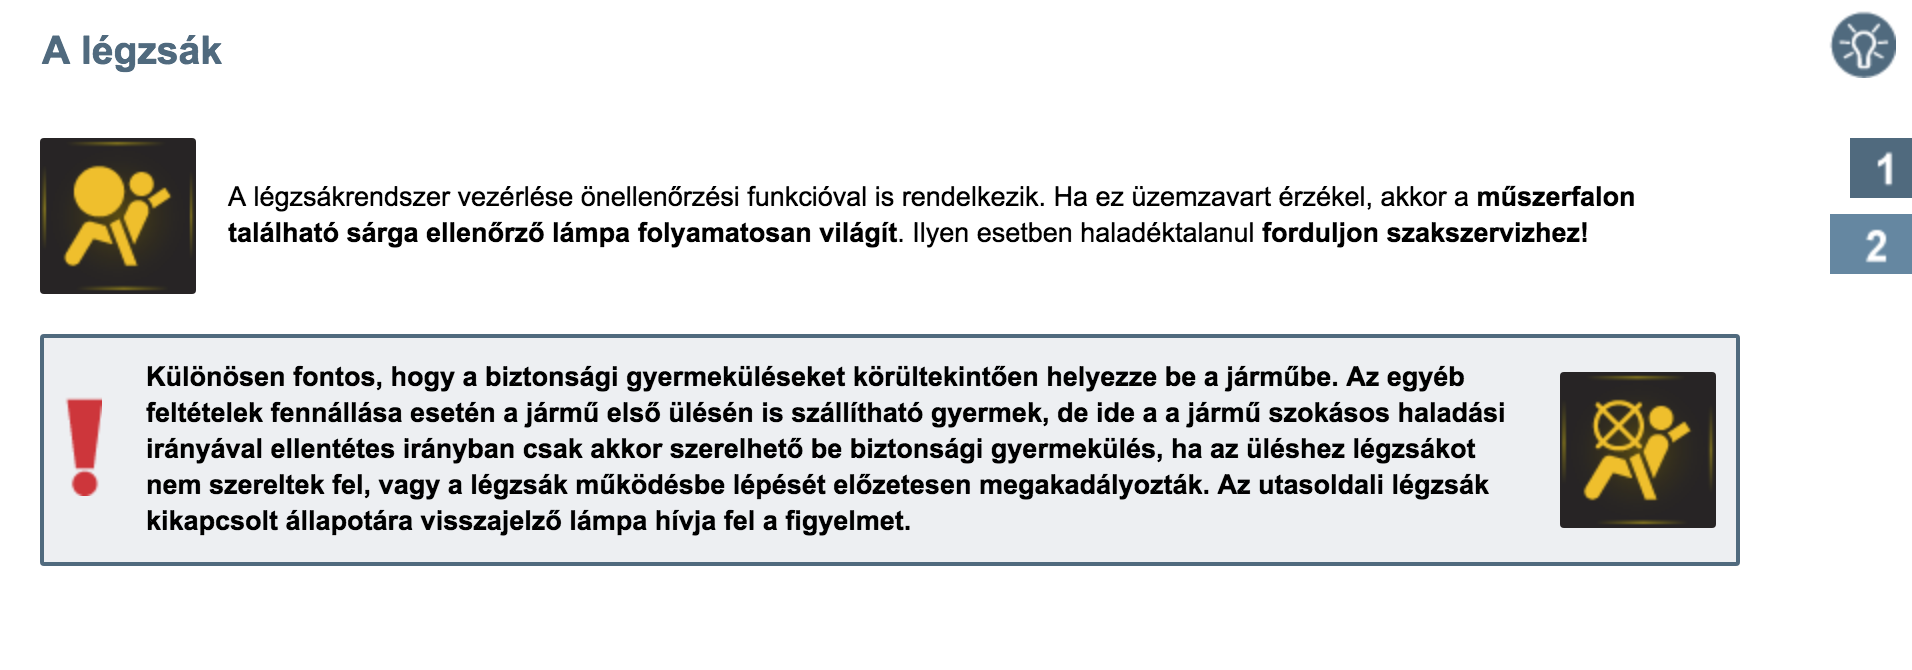 A légzsák
1
A légzsákrendszer vezérlése önellenőrzési funkcióval is rendelkezik. Ha ez üzemzavart érzékel, akkor a műszerfalon
található sárga ellenőrző lámpa folyamatosan világít. Ilyen esetben haladéktalanul forduljon szakszervizhez!
2
Különösen fontos, hogy a biztonsági gyermeküléseket körültekintően helyezze be a járműbe. Az egyéb
feltételek fennállása esetén a jármű első ülésén is szállítható gyermek, de ide a a jármű szokásos haladási
irányával ellentétes irányban csak akkor szerelhető be biztonsági gyermekülés, ha az üléshez légzsákot
nem szereltek fel, vagy a légzsák működésbe lépését előzetesen megakadályozták. Az utasoldali légzsák
kikapcsolt állapotára visszajelző lámpa hívja fel a figyelmet.